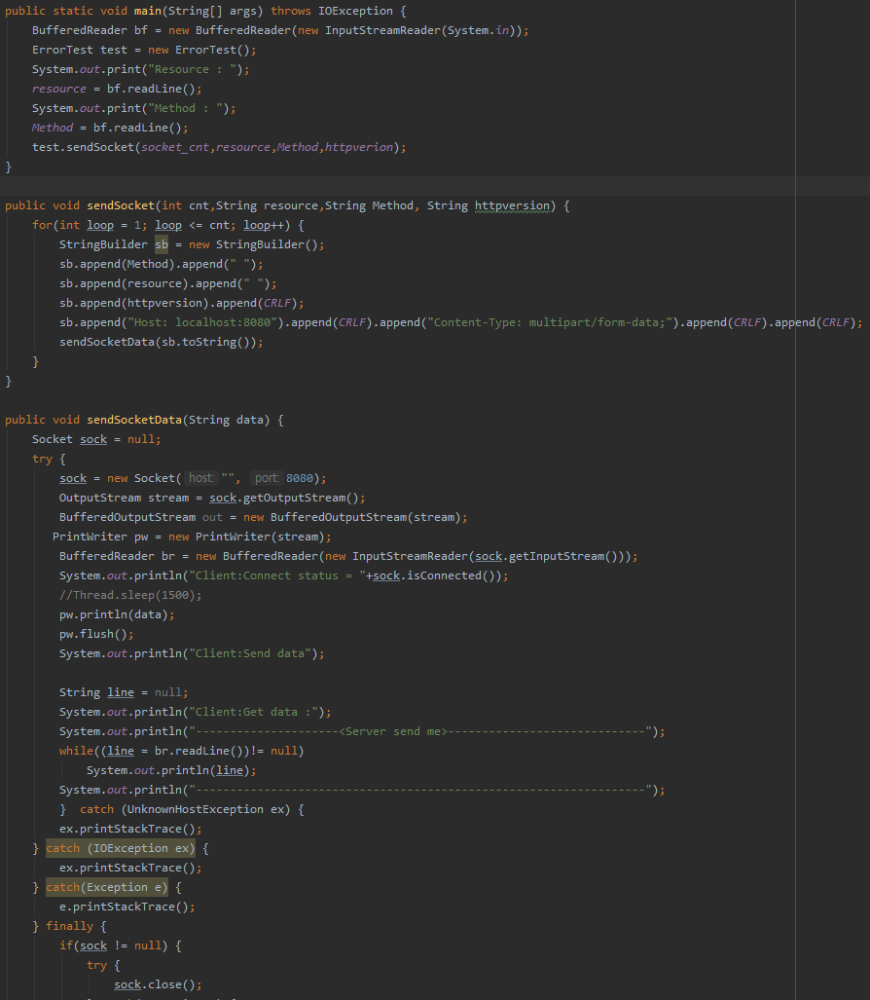 public static void main(String[] args) throws IOException {
BufferedReader bf = new BufferedReader(new InputStreamReader(System.in));
ErrorTest test = new ErrorTest();
System.out.print("Resource : ");
resource = bf.readLine();
System.out.print("Method : ");
Method = bf.readLine();
test.sendSocket(socket_cnt,resource,Method,httpverion);
}
public void sendSocket(int cnt,String resource,String Method, String httpversion) {
for(int loop = 1; loop <= cnt; loop++) {
StringBuilder sb = new StringBuilder();
sb.append(Method).append(" ");
sb.append(resource).append(" ");
sb.append(httpversion).append(CRLF);
sb.append("Host: localhost:8080").append(CRLF).append("Content-Type: multipart/form-data;").append(CRLF).append(CRLF);
sendSocketData(sb.toString());
}
}
public void sendSocketData(String data) {
Socket sock = null;
try {
sock = new Socket( host: "", port: 8080);
OutputStream stream = sock.getOutputStream();
BufferedOutputStream out = new BufferedOutputStream(stream);
PrintWriter pw = new PrintWriter(stream);
BufferedReader br = new BufferedReader(new InputStreamReader(sock.getInputStream()));
System.out.println("Client:Connect status = "+sock.isConnected());
//Thread.sleep(1500);
pw.println(data);
pw.flush();
System.out.println("Client:Send data");
String line = null;
System.out.println("Client:Get data :");
System.out.println("---------------------<Server send me>-----------------------------");
while((line = br.readLine())!= null)
System.out.println(line);
System.out.println("------------------------------------------------------------------");
} catch (UnknownHostException ex) {
ex.printStackTrace();
} catch (IOException ex) {
ex.printStackTrace();
} catch(Exception e) {
e.printStackTrace();
} finally {
if(sock != null) {
try {
sock.close();